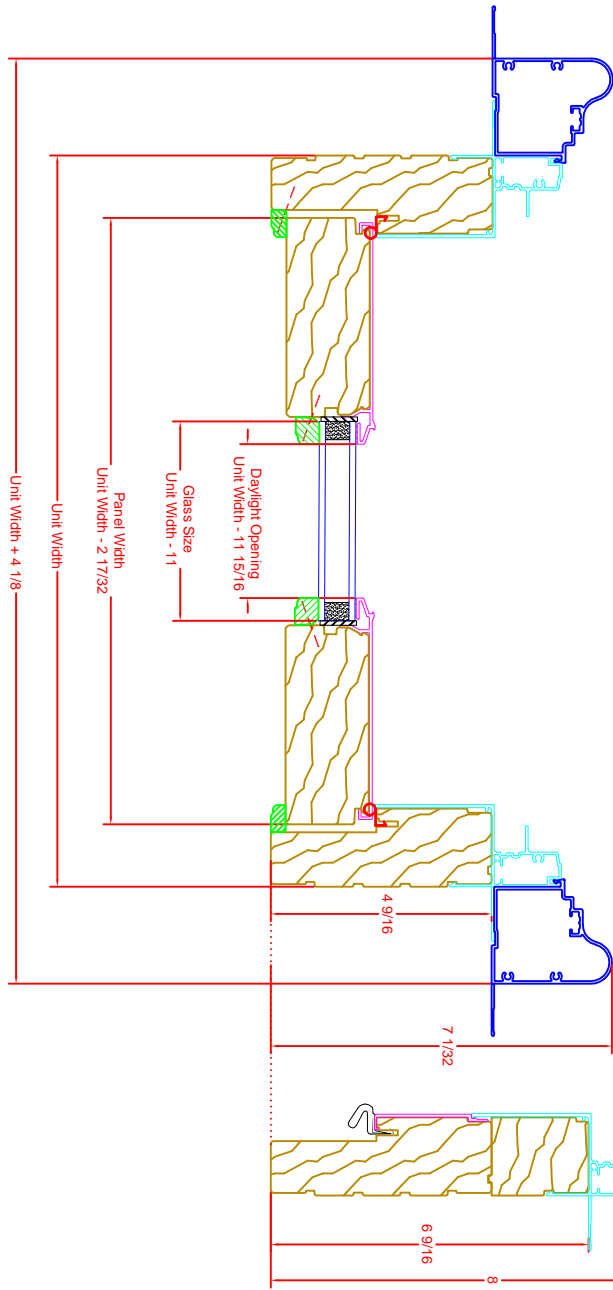 Daylight Opening
Unit Width - 11 15/16
Glass Size
Unit Width - 11
Panel Width
Unit Width - 2 17/32
Unit Width
Unit Width + 4 1/8
4 9/16
7 1/32
6 9/16
8